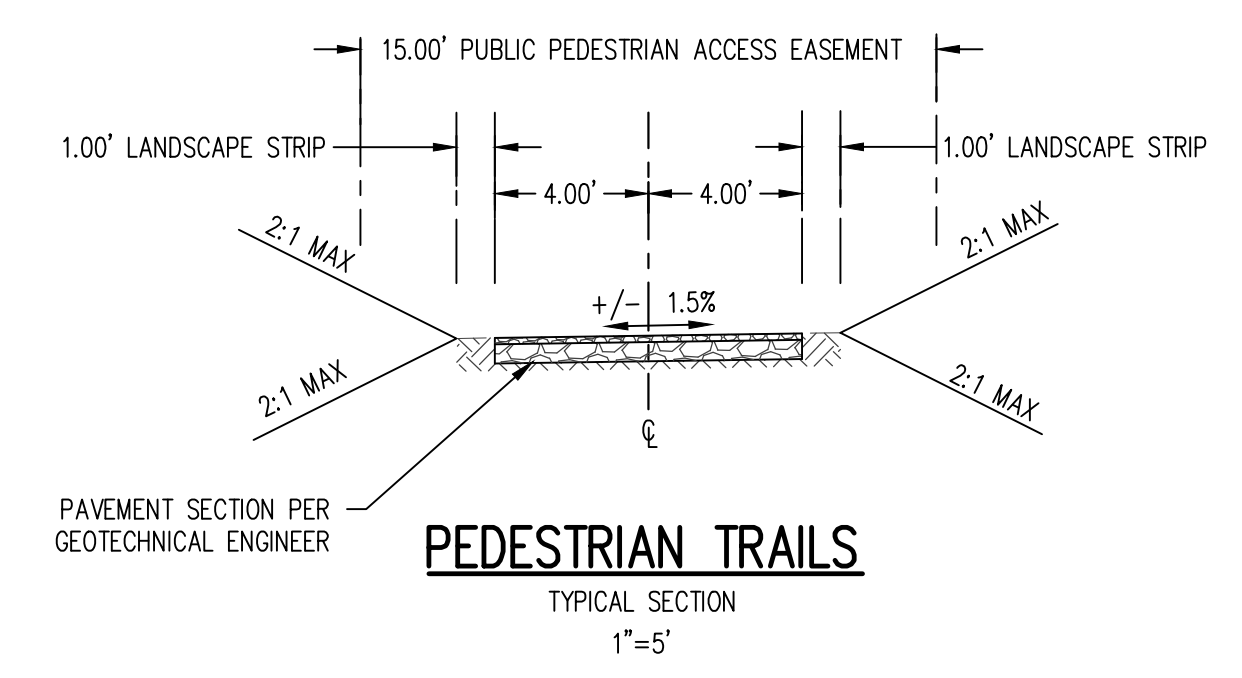 15.00' PUBLIC PEDESTRIAN ACCESS EASEMENT
1.00' LANDSCAPE STRIP
1.00' LANDSCAPE STRIP
4.00'
4.00'
2:1 MAX
2:1 MAX
+/- 1.5%
2:1 MAX
2:1 MAX
℄
PAVEMENT SECTION PER
GEOTECHNICAL ENGINEER
PEDESTRIAN TRAILS
TYPICAL SECTION
1"=5'